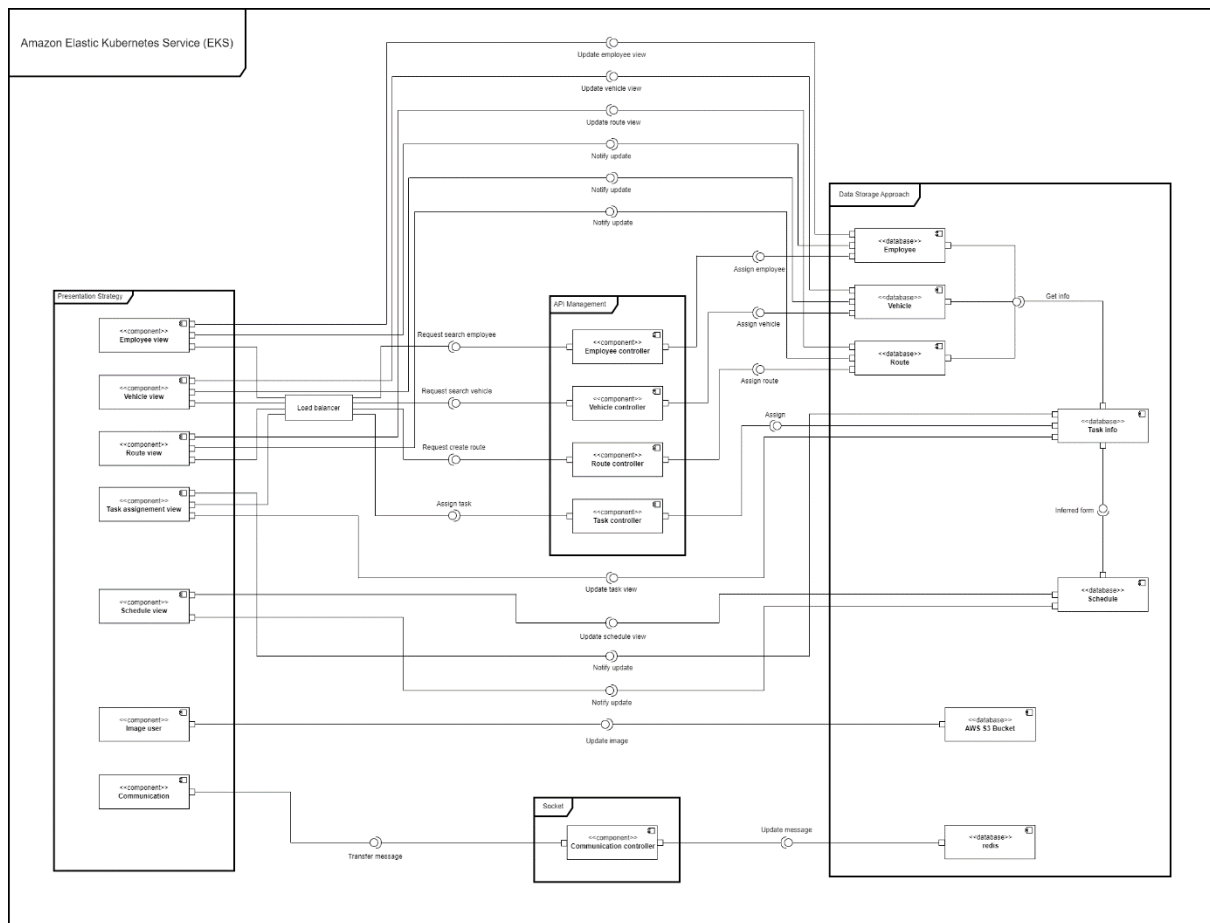 Amazon Elastic Kubernetes Service (EKS)
Update employee view
Update vehicle view
Update route view
Notify update
Notify update
Notify update
Data Storage Approach
<<database>>
Employee
Assign employee
<<database>>
Vehicle
Get info
Assign vehicle
<<database>>
Route
Assign route
Presentation Strategy
<<component>>
Employee view
<<component>>
Vehicle view
<<component>>
Route view
<<component>>
Task assignement view
Load balancer
Request search employee
Request search vehicle
Request create route
Assign task
API Management
<<component>>
Employee controller
<<component>>
Vehicle controller
<<component>>
Route controller
<<component>>
Task controller
Assign
<<database>>
Task info
Inferred form
Update task view
<<component>>
Schedule view
<<database>>
Schedule
Update schedule view
Notify update
Notify update
<<component>>
Image user
Update image
<<database>>
AWS S3 Bucket
<<component>>
Communication
Transfer message
Socket
<<component>>
Communication controller
Update message
<<database>>
redis